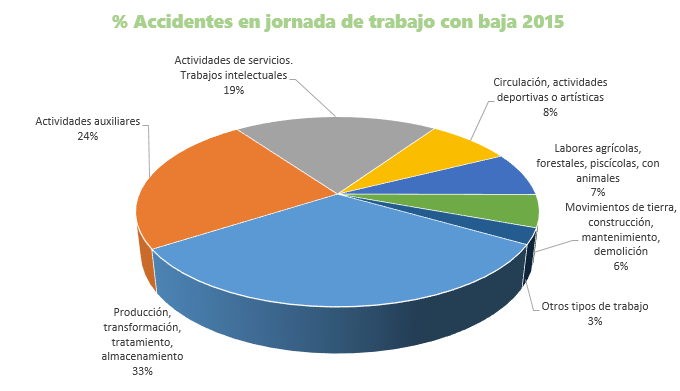 % Accidentes en jornada de trabajo con baja 2015
Actividades de servicios.
Trabajos intelectuales
19%
Circulación, actividades
deportivas o artísticas
8%
Actividades auxiliares
24%
Labores agrícolas,
forestales, piscícolas, con
animales
7%
Movimientos de tierra,
construcción,
mantenimiento,
demolición
6%
Otros tipos de trabajo
3%
Producción,
transformación,
tratamiento,
almacenamiento
33%